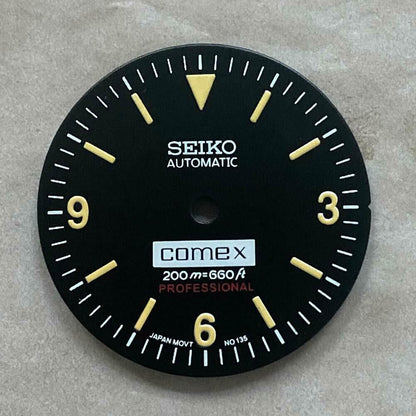 SEIKO
AUTOMATIC
9 3
comex
200m=660ft
PROFESSIONAL
6
JAPAN MOVT NO 135